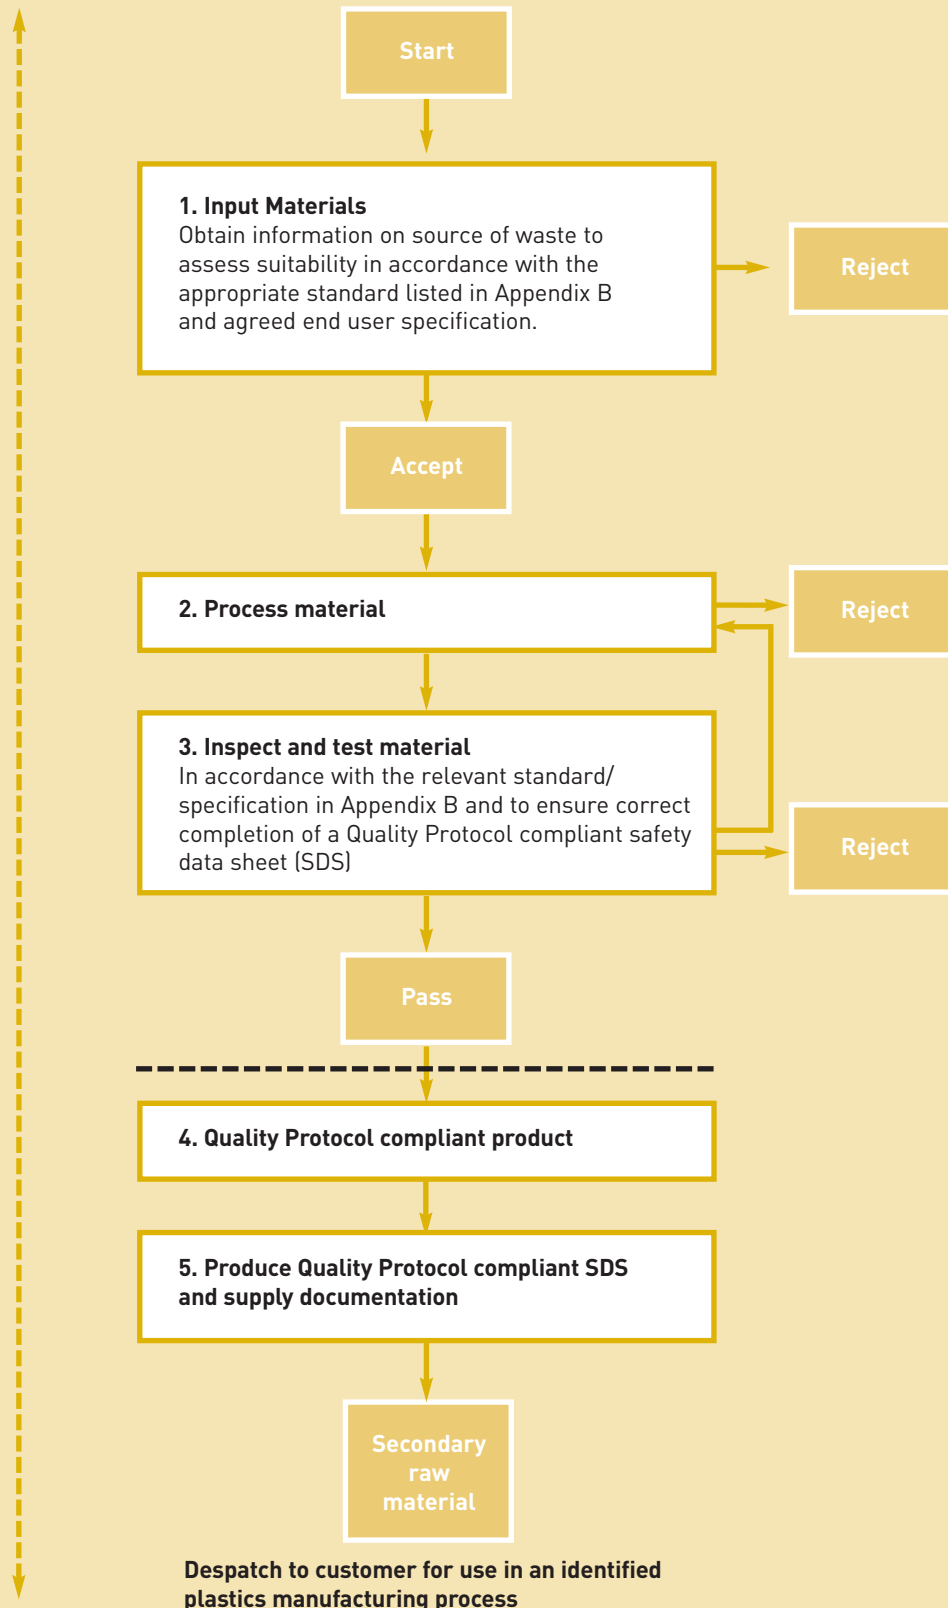 Start
1. Input Materials
Obtain information on source of waste to
assess suitability in accordance with the
appropriate standard listed in Appendix B
and agreed end user specification.
Reject
Accept
2. Process material
Reject
3. Inspect and test material
In accordance with the relevant standard/
specification in Appendix B and to ensure correct
completion of a Quality Protocol compliant safety
data sheet (SDS)
Reject
Pass
4. Quality Protocol compliant product
5. Produce Quality Protocol compliant SDS
and supply documentation
Secondary
raw
material
Despatch to customer for use in an identified
plastics manufacturing process